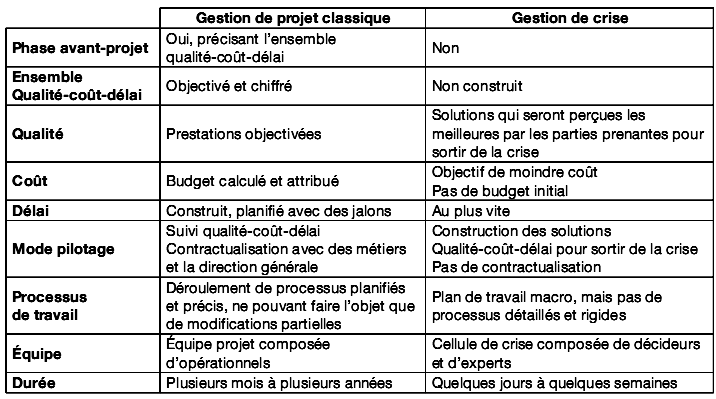 Gestion de projet classique
Gestion de crise
Phase avant-projet
Oui, précisant l'ensemble
qualité-coût-délai
Non
Ensemble
Qualité-coût-délai
Objectivé et chiffré
Non construit
Qualité
Prestations objectivées
Solutions qui seront perçues les
meilleures par les parties prenantes pour
sortir de la crise
Coût
Budget calculé et attribué
Objectif de moindre coût
Pas de budget initial
Délai
Construit, planifié avec des jalons
Au plus vite
Mode pilotage
Suivi qualité-coût-délai
Contractualisation avec des métiers
et la direction générale
Construction des solutions
Qualité-coût-délai pour sortir de la crise
Pas de contractualisation
Processus
de travail
Déroulement de processus planifiés
et précis, ne pouvant faire l'objet que
de modifications partielles
Plan de travail macro, mais pas de
processus détaillés et rigides
Équipe
Équipe projet composée
d'opérationnels
Cellule de crise composée de décideurs
et d'experts
Durée
Plusieurs mois à plusieurs années
Quelques jours à quelques semaines